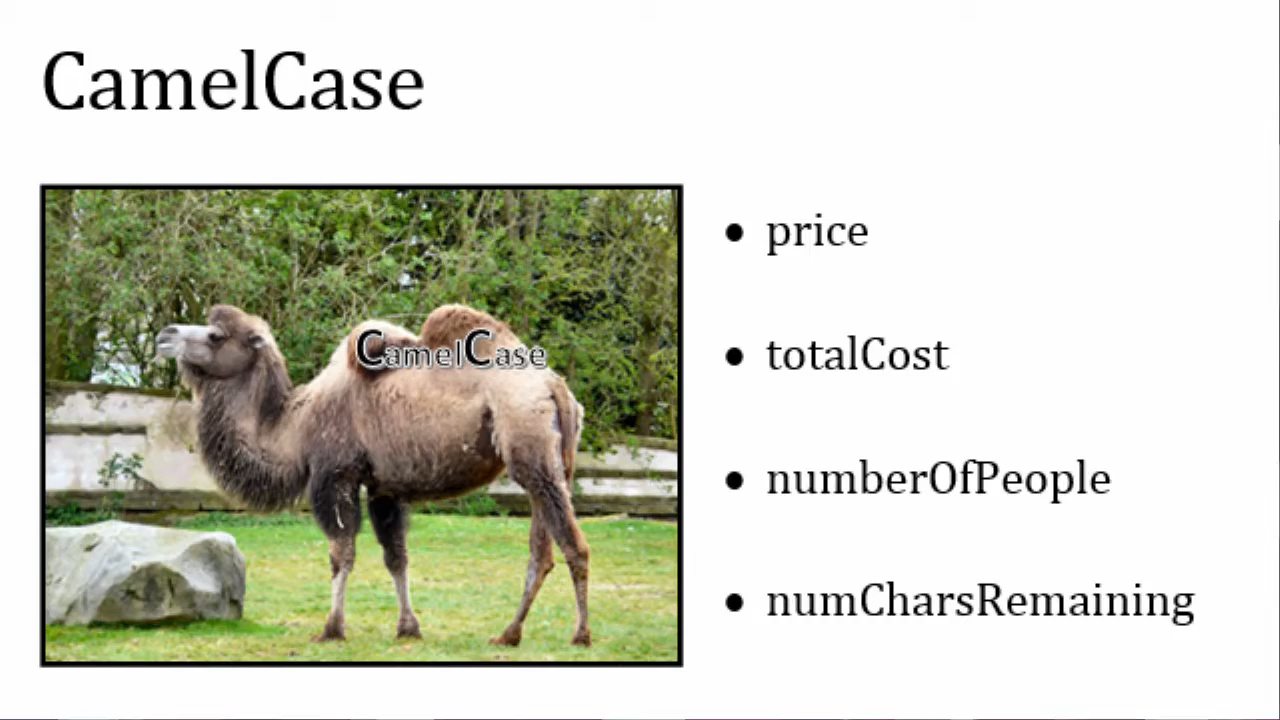 CamelCase
CamelCase
price
totalCost
numberOfPeople
numCharsRemaining